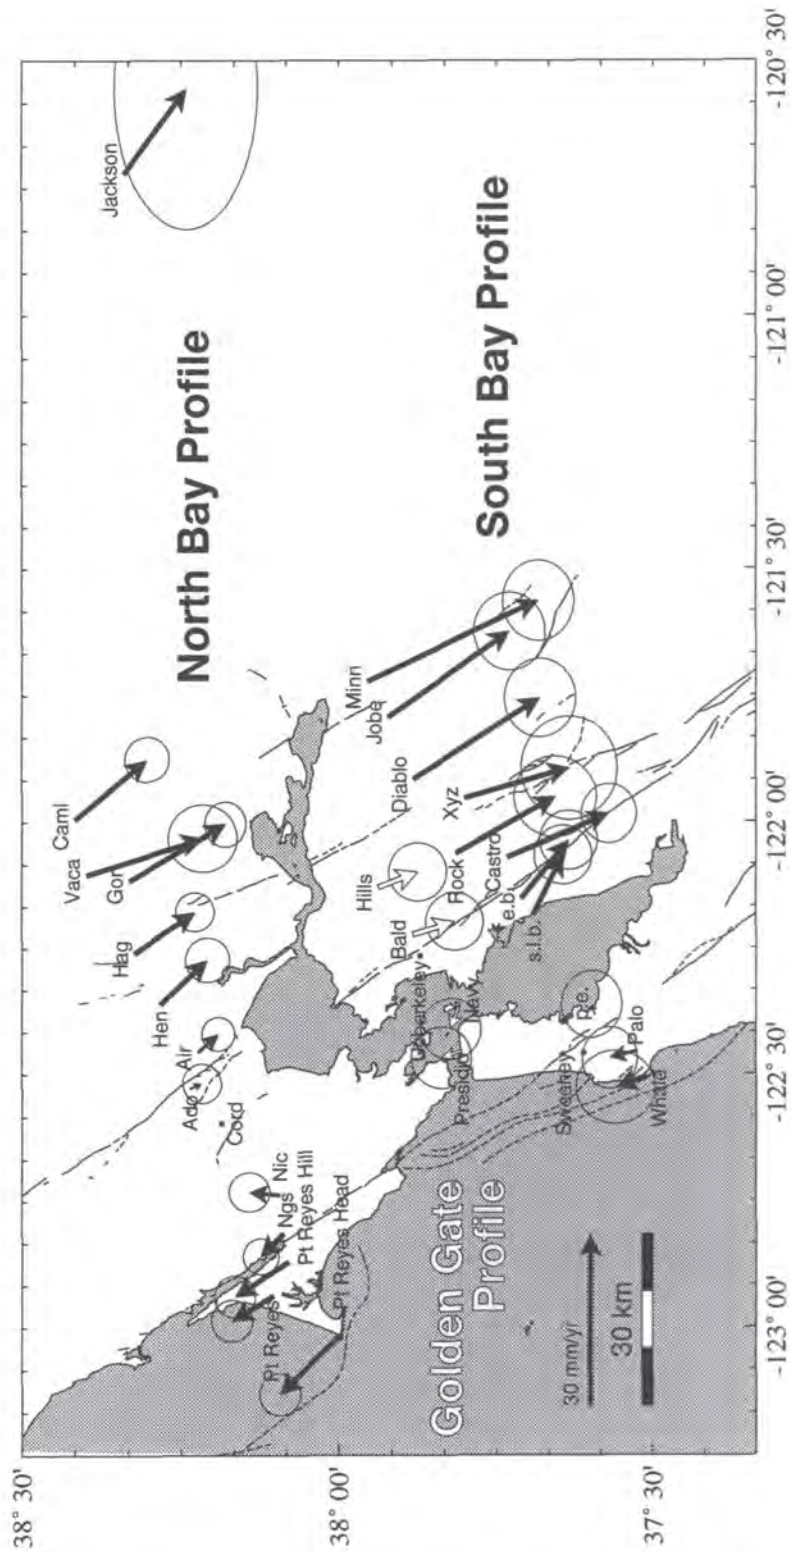 38° 30'
38° 00'
37° 30'
-123° 00'
-122° 30'
-122° 00'
-121° 30'
-121° 00'
-120° 30'
North Bay Profile
South Bay Profile
Golden Gate
Profile
30 mm/yr
30 km
Jackson
Vaca
Caml
Gor
Hag
Hen
Air
Ado
Cord
Nic
Ngs
Pt Reyes Hill
Pt Reyes Head
Pt Reyes
Minn
Jobe
Diablo
Xyz
Hills
Rock
Castro
Bald
e.b.
s.l.b.
Presidio
p.e.
Palo
Sweeney
Whale